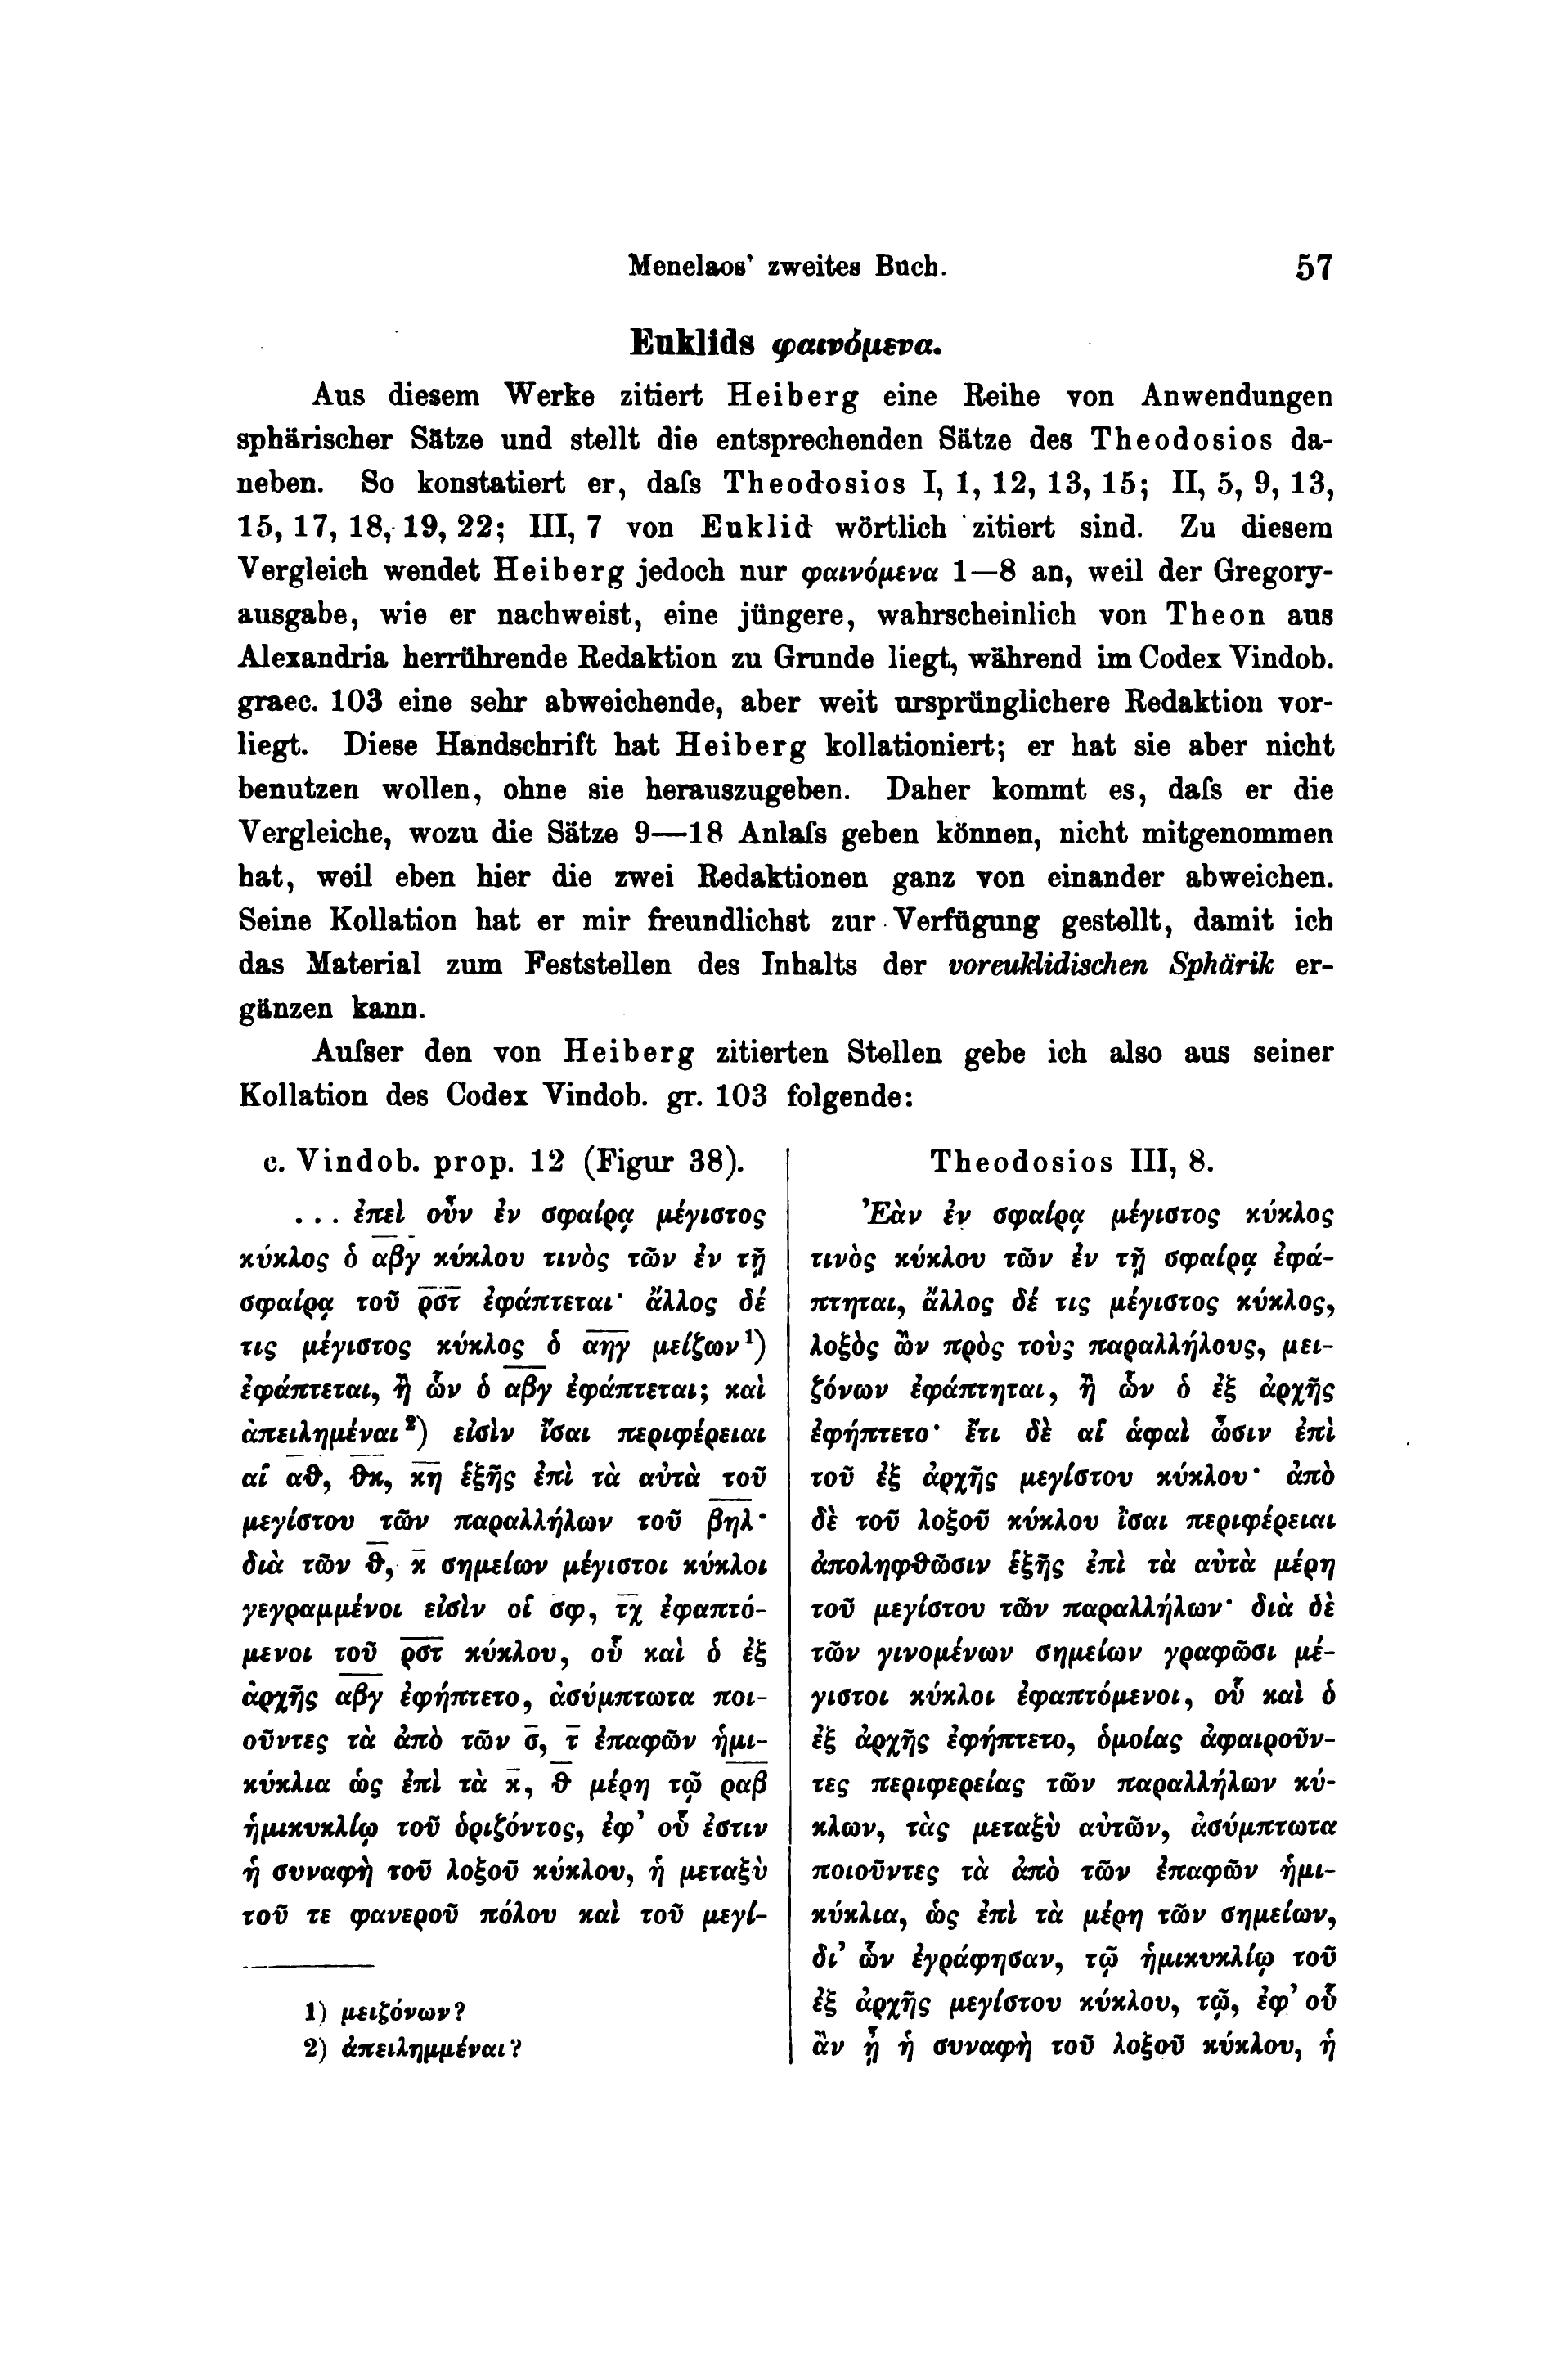 Menelaos' zweites Buch. 57
Euklids φαινόμενα.
Aus diesem Werke zitiert Heiberg eine Reihe von Anwendungen
sphärischer Sätze und stellt die entsprechenden Sätze des Theodosios da-
neben. So konstatiert er, daſs Theodosios I, 1, 12, 13, 15; II, 5, 9, 13,
15, 17, 18, 19, 22; III, 7 von Euklid wörtlich zitiert sind. Zu diesem
Vergleich wendet Heiberg jedoch nur φαινόμενα 1—8 an, weil der Gregory-
ausgabe, wie er nachweist, eine jüngere, wahrscheinlich von Theon aus
Alexandria herrührende Redaktion zu Grunde liegt, während im Codex Vindob.
graec. 103 eine sehr abweichende, aber weit ursprünglichere Redaktion vor-
liegt. Diese Handschrift hat Heiberg kollationiert; er hat sie aber nicht
benutzen wollen, ohne sie herauszugeben. Daher kommt es, daſs er die
Vergleiche, wozu die Sätze 9—18 Anlaſs geben können, nicht mitgenommen
hat, weil eben hier die zwei Redaktionen ganz von einander abweichen.
Seine Kollation hat er mir freundlichst zur Verfügung gestellt, damit ich
das Material zum Feststellen des Inhalts der voreuklidischen Sphärik er-
gänzen kann.
Auſser den von Heiberg zitierten Stellen gebe ich also aus seiner
Kollation des Codex Vindob. gr. 103 folgende:
c. Vindob. prop. 12 (Figur 38).
... ἐπεὶ οὖν ἐν σφαίρᾳ μέγιστος
κύκλος ὁ α̅β̅γ̅ κύκλου τινὸς τῶν ἐν τῇ
σφαίρᾳ τοῦ ρ̅σ̅τ̅ ἐφάπτεται· ἄλλος δέ
τις μέγιστος κύκλος ὁ α̅η̅γ̅ μείζων¹)
ἐφάπτεται, ἢ ὧν ὁ α̅β̅γ̅ ἐφάπτεται; καὶ
ἀπειλημέναι²) εἰσὶν ἴσαι περιφέρειαι
αἱ α̅θ̅, θ̅κ̅, κ̅η̅ ἑξῆς ἐπὶ τὰ αὐτὰ τοῦ
μεγίστου τῶν παραλλήλων τοῦ β̅η̅λ̅·
διὰ τῶν θ̅, κ̅ σημείων μέγιστοι κύκλοι
γεγραμμένοι εἰσὶν οἱ σ̅φ̅, τ̅χ̅ ἐφαπτό-
μενοι τοῦ ρ̅σ̅τ̅ κύκλου, οὗ καὶ ὁ ἐξ
ἀρχῆς α̅β̅γ̅ ἐφήπτετο, ἀσύμπτωτα ποι-
οῦντες τὰ ἀπὸ τῶν σ̅, τ̅ ἐπαφῶν ἡμι-
κύκλια ὡς ἐπὶ τὰ κ̅, θ̅ μέρη τῷ ρ̅α̅β̅
ἡμικυκλίῳ τοῦ ὁριζόντος, ἐφ' οὗ ἐστιν
ἡ συναφὴ τοῦ λοξοῦ κύκλου, ἡ μεταξὺ
τοῦ τε φανεροῦ πόλου καὶ τοῦ μεγί-
1) μειζόνων?
2) ἀπειλημμέναι?
Theodosios III, 8.
Ἐὰν ἐν σφαίρᾳ μέγιστος κύκλος
τινὸς κύκλου τῶν ἐν τῇ σφαίρᾳ ἐφά-
πτηται, ἄλλος δέ τις μέγιστος κύκλος,
λοξὸς ὢν πρὸς τοὺς παραλλήλους, μει-
ζόνων ἐφάπτηται, ἢ ὧν ὁ ἐξ ἀρχῆς
ἐφήπτετο· ἔτι δὲ αἱ ἁφαὶ ὦσιν ἐπὶ
τοῦ ἐξ ἀρχῆς μεγίστου κύκλου· ἀπὸ
δὲ τοῦ λοξοῦ κύκλου ἴσαι περιφέρειαι
ἀποληφθῶσιν ἑξῆς ἐπὶ τὰ αὐτὰ μέρη
τοῦ μεγίστου τῶν παραλλήλων· διὰ δὲ
τῶν γινομένων σημείων γραφῶσι μέ-
γιστοι κύκλοι ἐφαπτόμενοι, οὗ καὶ ὁ
ἐξ ἀρχῆς ἐφήπτετο, ὁμοίας ἀφαιροῦν-
τες περιφερείας τῶν παραλλήλων κύ-
κλων, τὰς μεταξὺ αὐτῶν, ἀσύμπτωτα
ποιοῦντες τὰ ἀπὸ τῶν ἐπαφῶν ἡμι-
κύκλια, ὡς ἐπὶ τὰ μέρη τῶν σημείων,
δι' ὧν ἐγράφησαν, τῷ ἡμικυκλίῳ τοῦ
ἐξ ἀρχῆς μεγίστου κύκλου, τῷ, ἐφ' οὗ
ἂν ᾖ ἡ συναφὴ τοῦ λοξοῦ κύκλου, ἡ